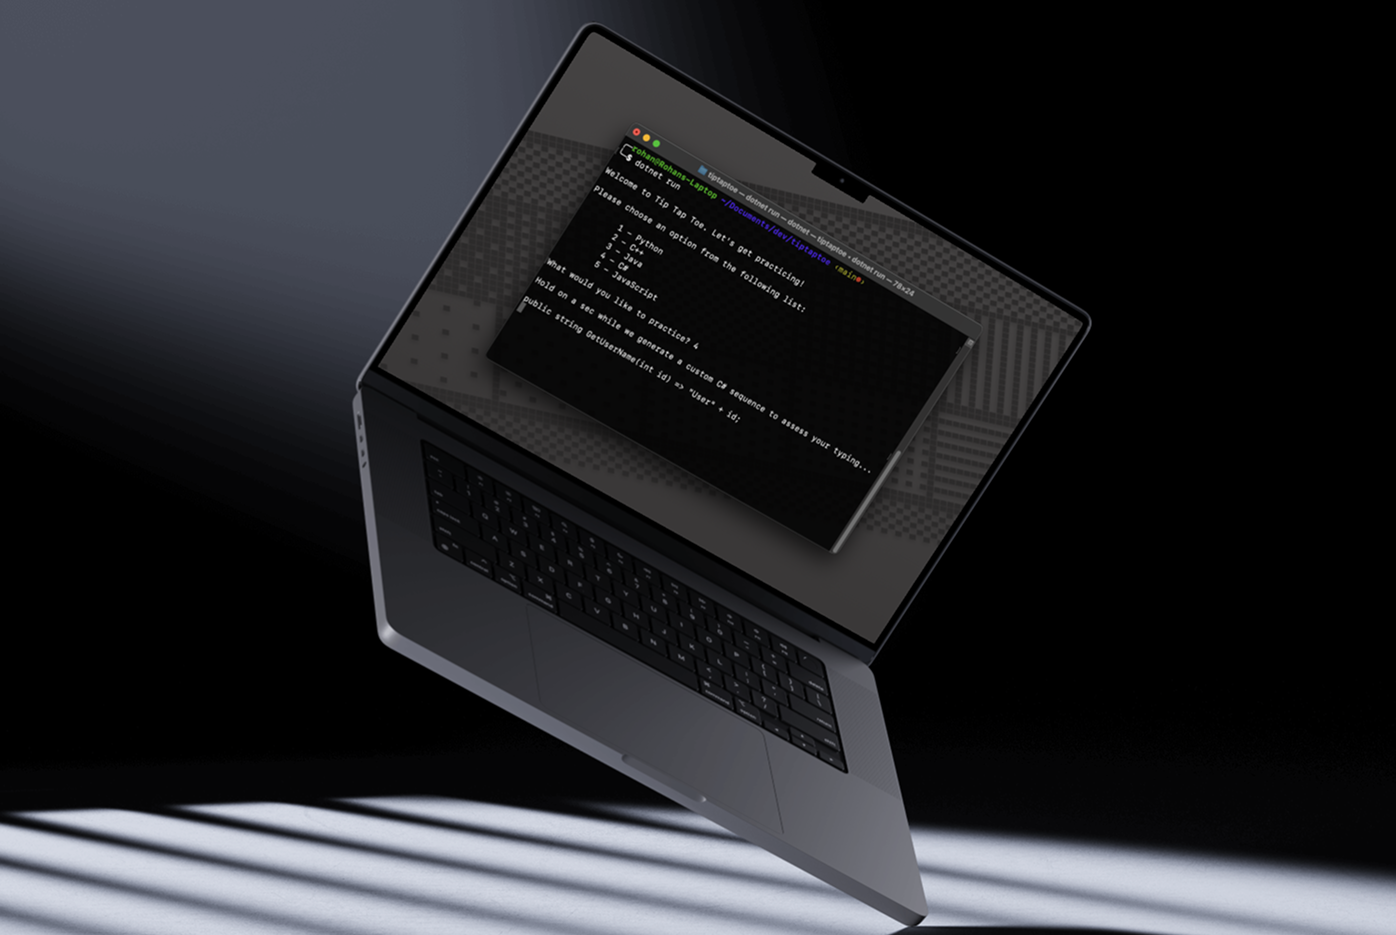 tiptaptoe — dotnet run — dotnet — tiptaptoe • dotnet run — 78×24
rohan@Rohans-Laptop ~/Documents/dev/tiptaptoe ‹main●›
$ dotnet run
Welcome to Tip Tap Toe. Let's get practicing!
Please choose an option from the following list:
1 - Python
2 - C++
3 - Java
4 - C#
5 - JavaScript
What would you like to practice? 4
Hold on a sec while we generate a custom C# sequence to assess your typing...
public string GetUserName(int id) => "User" + id;